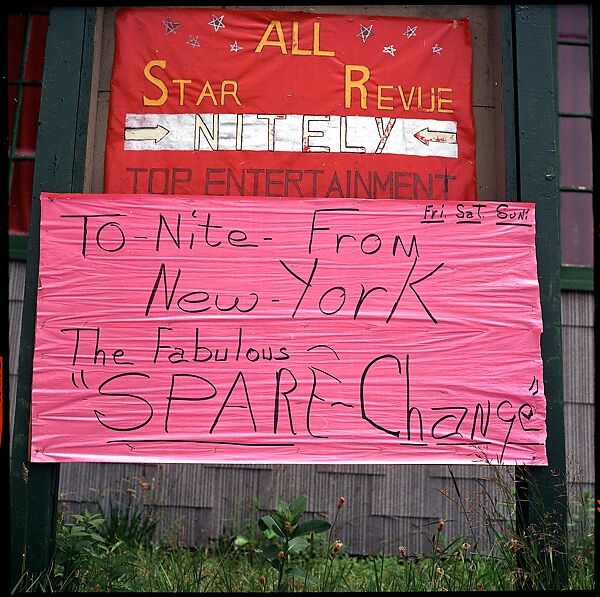 ALL
STAR REVUE
NITELY
TOP ENTERTAINMENT
Fri. Sat. Sun.
To-Nite- From
New-York
The Fabulous
"SPARE-Change"